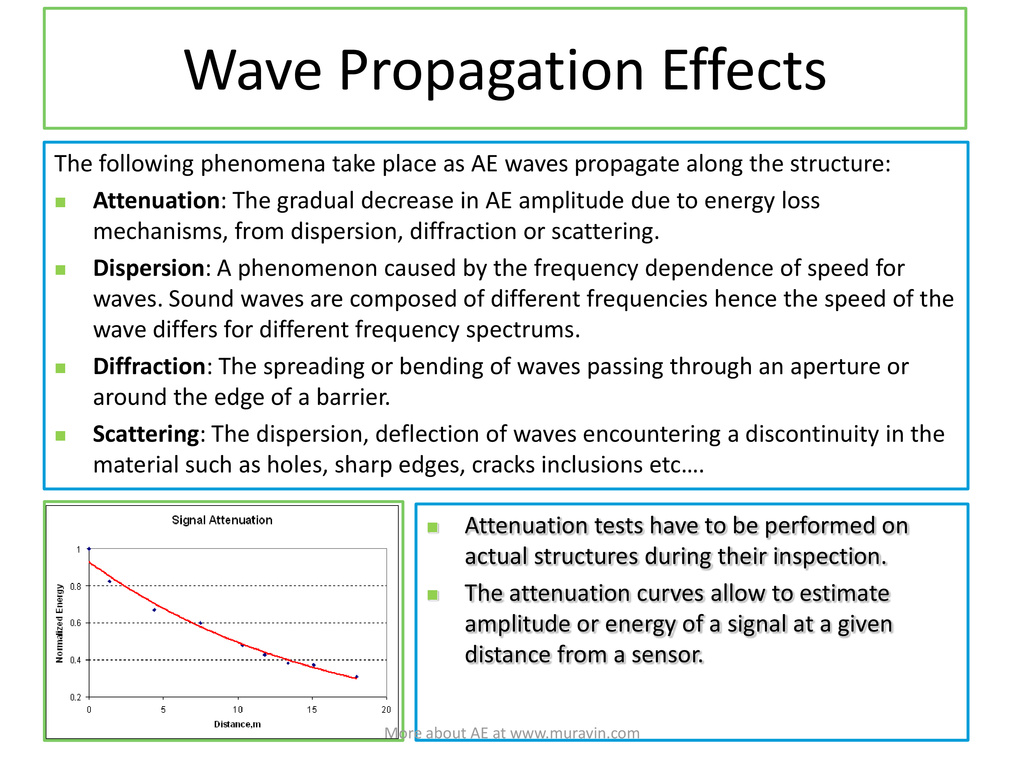 Wave Propagation Effects
The following phenomena take place as AE waves propagate along the structure:
Attenuation: The gradual decrease in AE amplitude due to energy loss
mechanisms, from dispersion, diffraction or scattering.
Dispersion: A phenomenon caused by the frequency dependence of speed for
waves. Sound waves are composed of different frequencies hence the speed of the
wave differs for different frequency spectrums.
Diffraction: The spreading or bending of waves passing through an aperture or
around the edge of a barrier.
Scattering: The dispersion, deflection of waves encountering a discontinuity in the
material such as holes, sharp edges, cracks inclusions etc….
Signal Attenuation
Normalized Energy
1
0.8
0.6
0.4
0.2
0 5 10 15 20
Distance,m
Attenuation tests have to be performed on
actual structures during their inspection.
The attenuation curves allow to estimate
amplitude or energy of a signal at a given
distance from a sensor.
More about AE at www.muravin.com